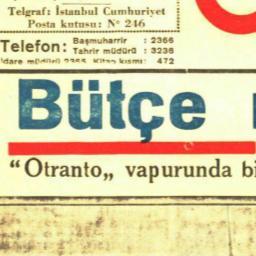 Telgraf: İstanbul Cumhuriyet
Posta kutusu: N° 246
Telefon: Başmuharrir : 2366
Tahrir müdürü : 3236
İdare müdürü 2365 Kitap kısmı: 472
Bütçe
“Otranto„ vapurunda bi